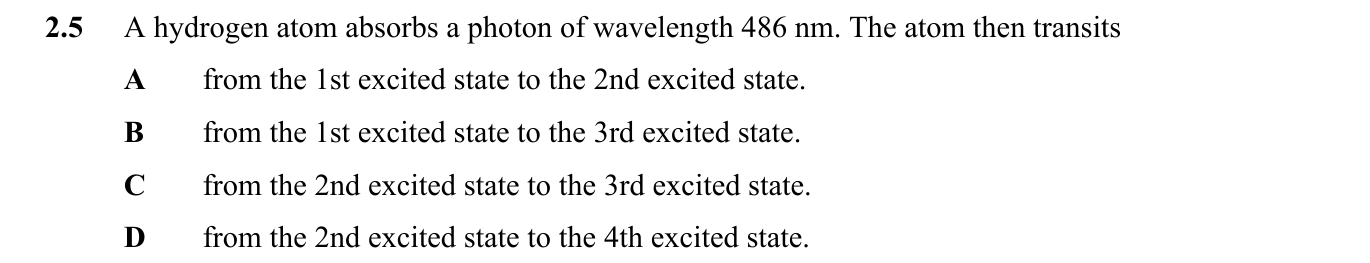 2.5 A hydrogen atom absorbs a photon of wavelength 486 nm. The atom then transits
A from the 1st excited state to the 2nd excited state.
B from the 1st excited state to the 3rd excited state.
C from the 2nd excited state to the 3rd excited state.
D from the 2nd excited state to the 4th excited state.